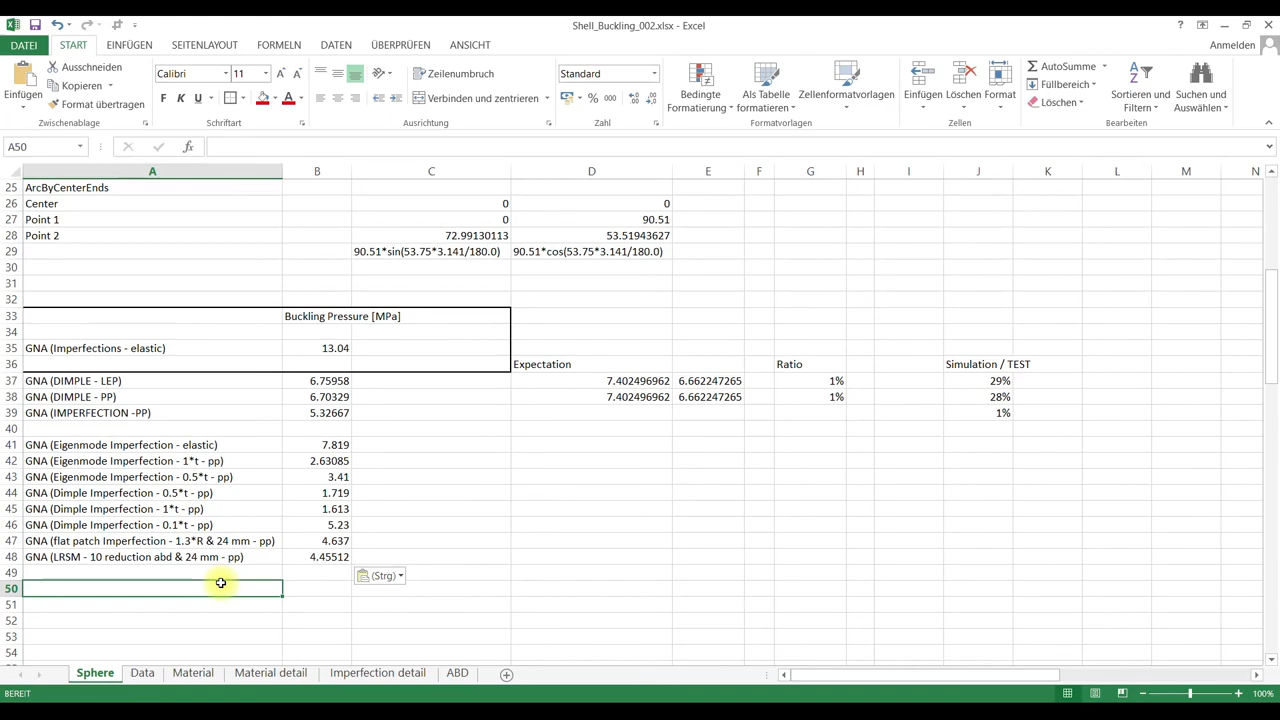 Shell_Buckling_002.xlsx - Excel
DATEI START EINFÜGEN SEITENLAYOUT FORMELN DATEN ÜBERPRÜFEN ANSICHT Anmelden
Einfügen
Ausschneiden
Kopieren
Format übertragen
Zwischenablage
Calibri 11
F K U
Schriftart
Zeilenumbruch
Verbinden und zentrieren
Ausrichtung
Standard
% 000
Zahl
Bedingte Formatierung
Als Tabelle formatieren
Zellenformatvorlagen
Formatvorlagen
Einfügen Löschen Format
Zellen
AutoSumme
Füllbereich
Löschen
Sortieren und Filtern
Suchen und Auswählen
Bearbeiten
A50 fx
A B C D E F G H I J K L M N
25 ArcByCenterEnds
26 Center 0 0
27 Point 1 0 90.51
28 Point 2 72.99130113 53.51943627
29 90.51*sin(53.75*3.141/180.0) 90.51*cos(53.75*3.141/180.0)
30
31
32
33 Buckling Pressure [MPa]
34
35 GNA (Imperfections - elastic) 13.04
36 Expectation Ratio Simulation / TEST
37 GNA (DIMPLE - LEP) 6.75958 7.402496962 6.662247265 1% 29%
38 GNA (DIMPLE - PP) 6.70329 7.402496962 6.662247265 1% 28%
39 GNA (IMPERFECTION -PP) 5.32667 1%
40
41 GNA (Eigenmode Imperfection - elastic) 7.819
42 GNA (Eigenmode Imperfection - 1*t - pp) 2.63085
43 GNA (Eigenmode Imperfection - 0.5*t - pp) 3.41
44 GNA (Dimple Imperfection - 0.5*t - pp) 1.719
45 GNA (Dimple Imperfection - 1*t - pp) 1.613
46 GNA (Dimple Imperfection - 0.1*t - pp) 5.23
47 GNA (flat patch Imperfection - 1.3*R & 24 mm - pp) 4.637
48 GNA (LRSM - 10 reduction abd & 24 mm - pp) 4.45512
49
(Strg)
50
51
52
53
54
Sphere Data Material Material detail Imperfection detail ABD
BEREIT 100%